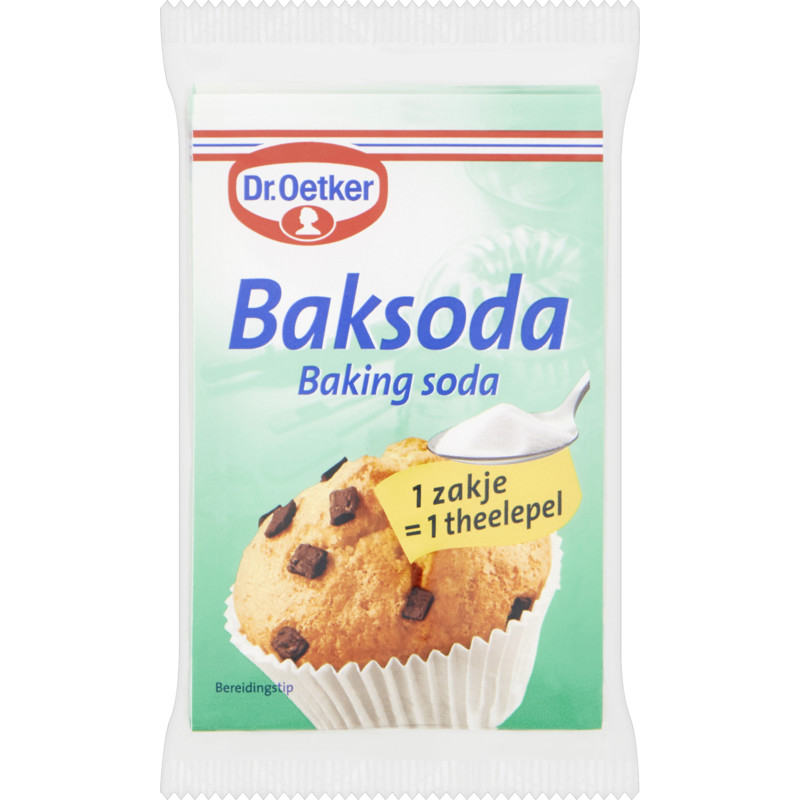 Dr.Oetker
Baksoda
Baking soda
1 zakje
=1 theelepel
Bereidingstip